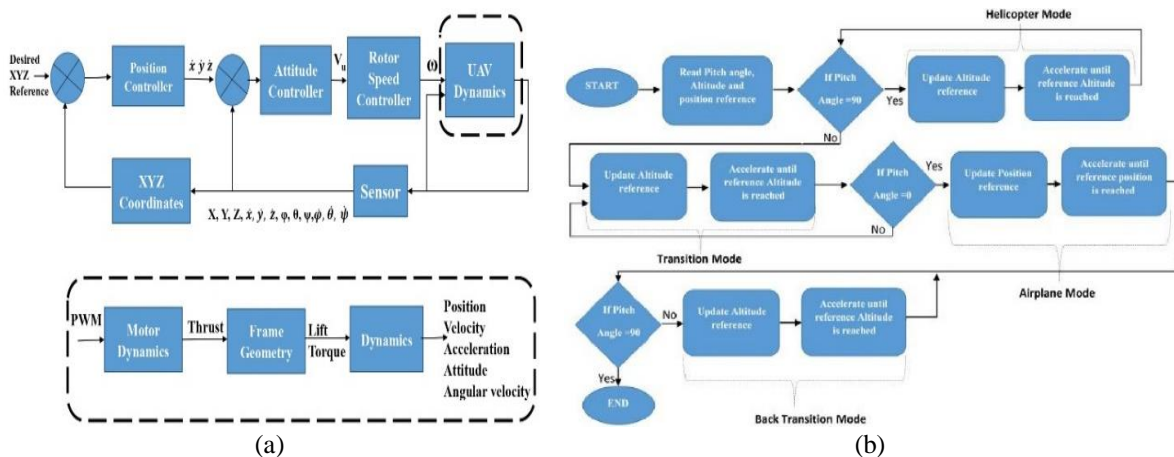 Desired
XYZ
Reference
Position
Controller
ẋ ẏ ż
Attitude
Controller
Vu
Rotor
Speed
Controller
ω
UAV
Dynamics
XYZ
Coordinates
Sensor
X, Y, Z, ẋ, ẏ, ż, φ, θ, ψ, φ̇, θ̇, ψ̇
PWM
Motor
Dynamics
Thrust
Frame
Geometry
Lift
Torque
Dynamics
Position
Velocity
Acceleration
Attitude
Angular velocity
(a)
Helicopter Mode
START
Read Pitch angle,
Altitude and
position reference
If Pitch
Angle =90
Yes
No
Update Altitude
reference
Accelerate until
reference Altitude
is reached
Update Altitude
reference
Accelerate until
reference Altitude
is reached
If Pitch
Angle =0
Yes
No
Update Position
reference
Accelerate until
reference position
is reached
Transition Mode
Airplane Mode
If Pitch
Angle =90
No
Yes
Update Altitude
reference
Accelerate until
reference Altitude
is reached
END
Back Transition Mode
(b)